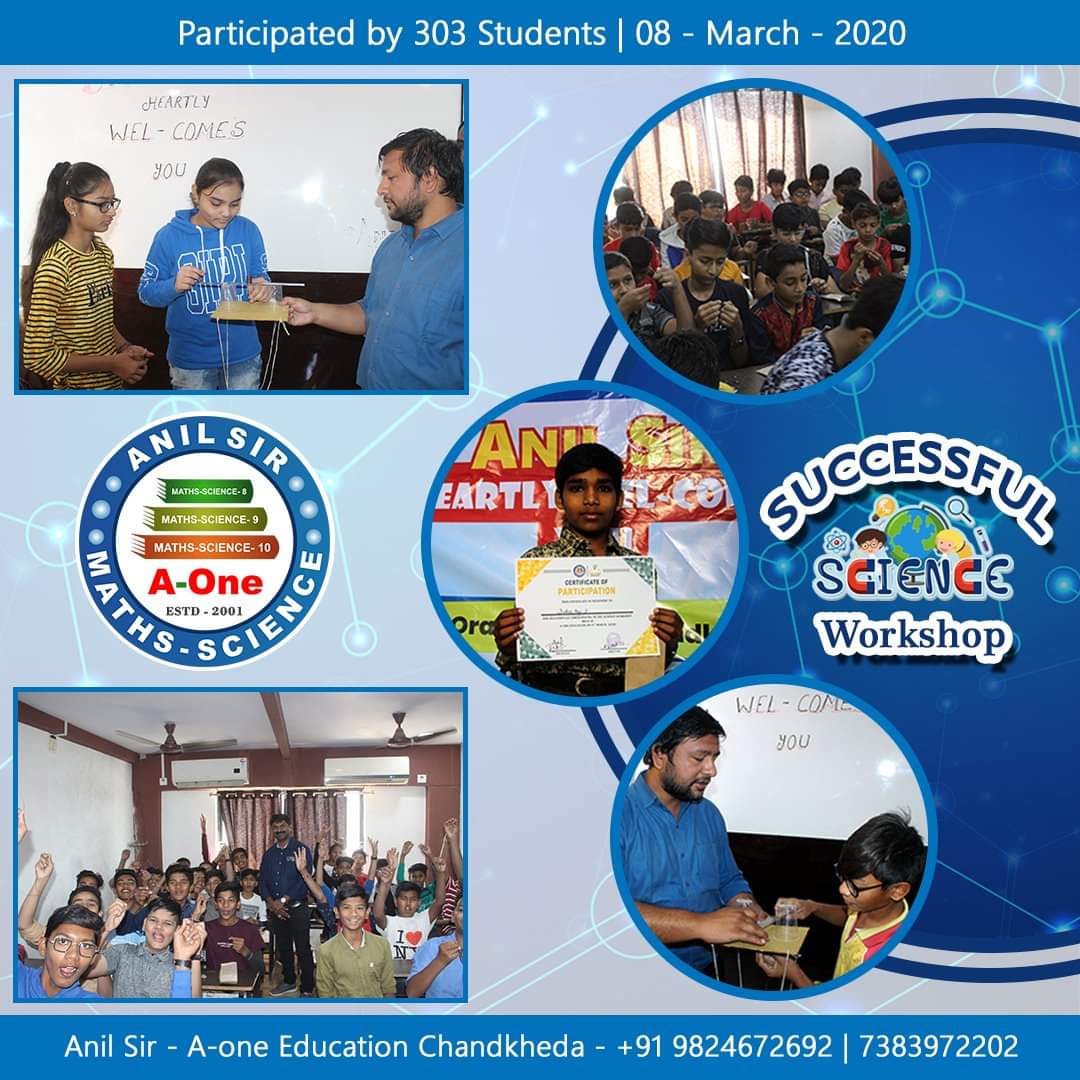 Participated by 303 Students | 08 - March - 2020
HEARTLY
WEL-COMES
YOU
ANIL SIR
MATHS-SCIENCE- 8
MATHS-SCIENCE- 9
MATHS-SCIENCE- 10
A-One
ESTD - 2001
MATHS-SCIENCE
ANIL SIR
EARTLY
CERTIFICATE OF
PARTICIPATION
SUCCESSFUL
SCIENCE
Workshop
WEL-COME
YOU
I ❤ N
Anil Sir - A-one Education Chandkheda - +91 9824672692 | 7383972202